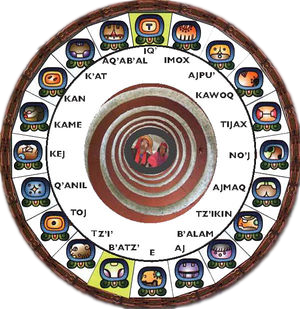 IQ'
IMOX
AJPU'
KAWOQ
TIJAX
NO'J
AJMAQ
TZ'IKIN
B'ALAM
AJ
E
B'ATZ'
TZ'I'
TOJ
Q'ANIL
KEJ
KAME
KAN
K'AT
AQ'AB'AL